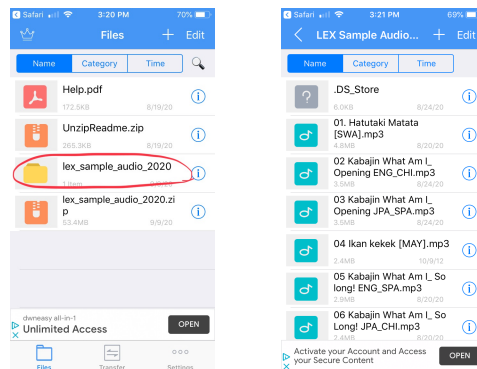 Safari 3:20 PM 70%
Files + Edit
Name Category Time
Help.pdf
172.5KB 8/19/20
UnzipReadme.zip
265.3KB 8/19/20
lex_sample_audio_2020
1 Item
lex_sample_audio_2020.zi
p
53.4MB 9/9/20
dwneasy all-in-1
Unlimited Access
OPEN
Files Transfer Settings
Safari 3:21 PM 69%
LEX Sample Audio... + Edit
Name Category Time
.DS_Store
6.0KB 8/24/20
01. Hatutaki Matata
[SWA].mp3
4.8MB 8/20/20
02 Kabajin What Am I_
Opening ENG_CHI.mp3
3.5MB 8/24/20
03 Kabajin What Am I_
Opening JPA_SPA.mp3
3.5MB 8/24/20
04 Ikan kekek [MAY].mp3
2.4MB 10/9/12
05 Kabajin What Am I_ So
long! ENG_SPA.mp3
2.9MB 8/20/20
06 Kabajin What Am I_ So
Long! JPA_CHI.mp3
2.4MB 8/20/20
Activate your Account and Access
your Secure Content
OPEN